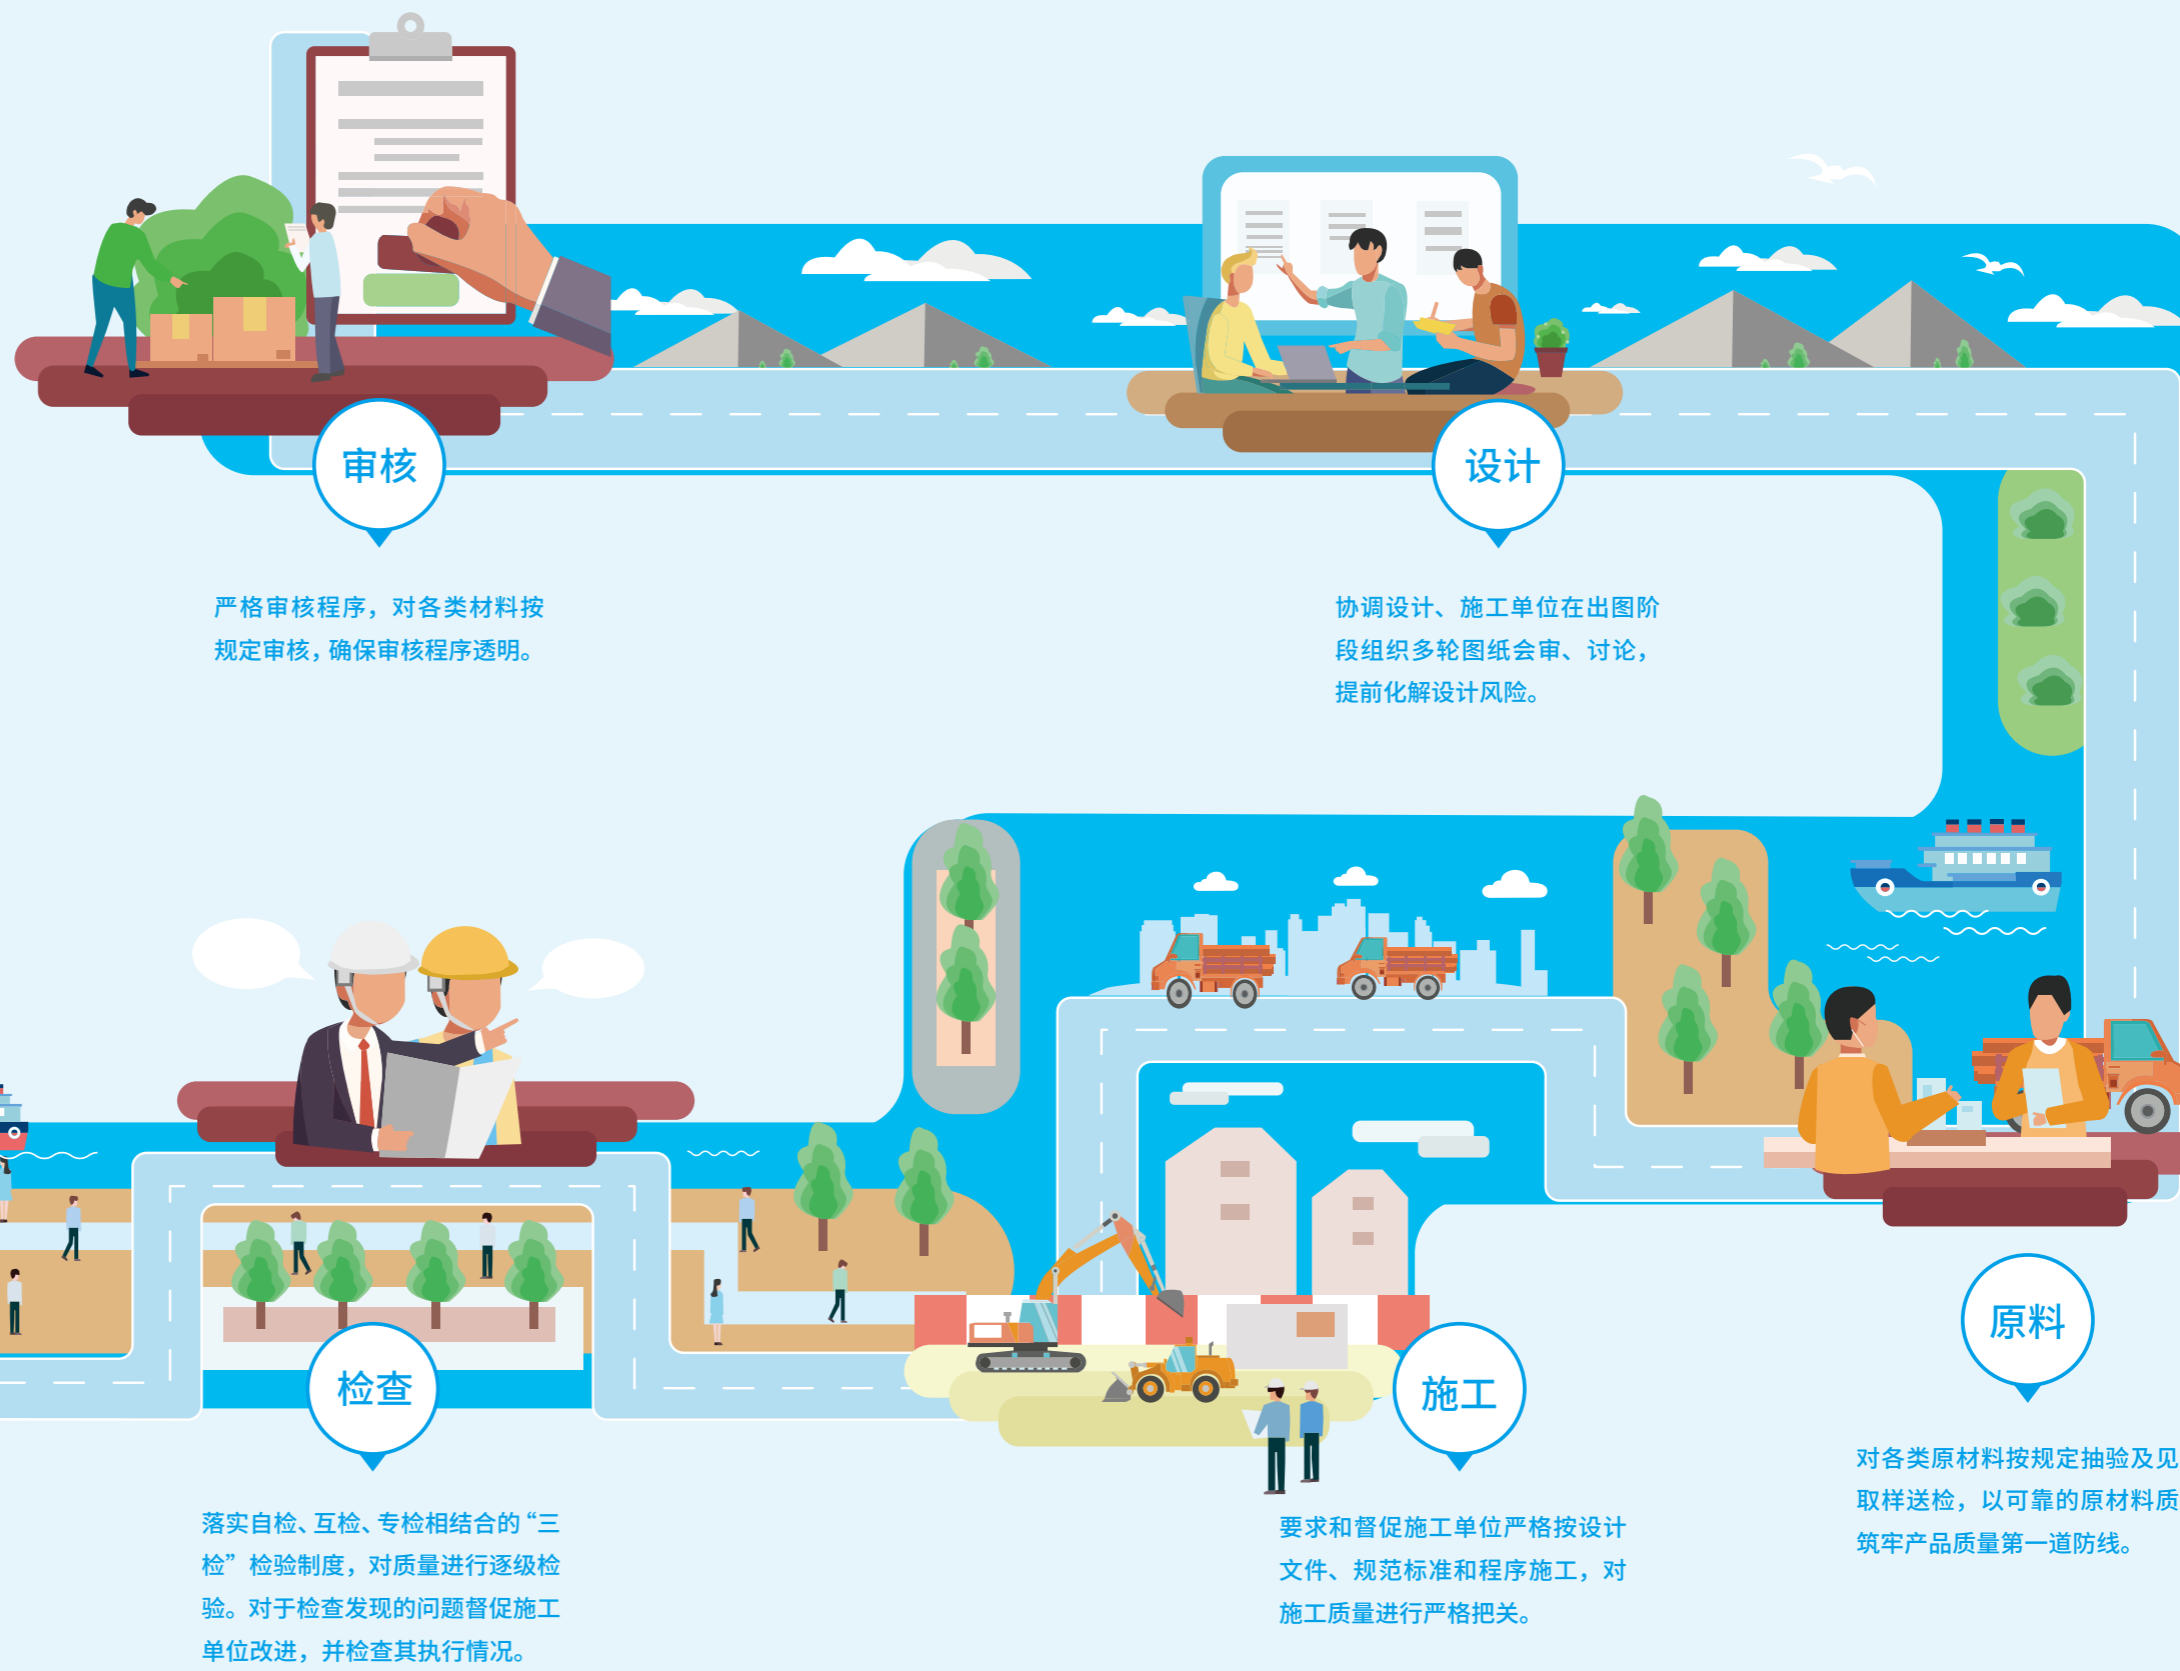 审核
严格审核程序，对各类材料按
规定审核，确保审核程序透明。
设计
协调设计、施工单位在出图阶
段组织多轮图纸会审、讨论，
提前化解设计风险。
原料
对各类原材料按规定抽验及见
取样送检，以可靠的原材料质
筑牢产品质量第一道防线。
施工
要求和督促施工单位严格按设计
文件、规范标准和程序施工，对
施工质量进行严格把关。
检查
落实自检、互检、专检相结合的“三
检”检验制度，对质量进行逐级检
验。对于检查发现的问题督促施工
单位改进，并检查其执行情况。